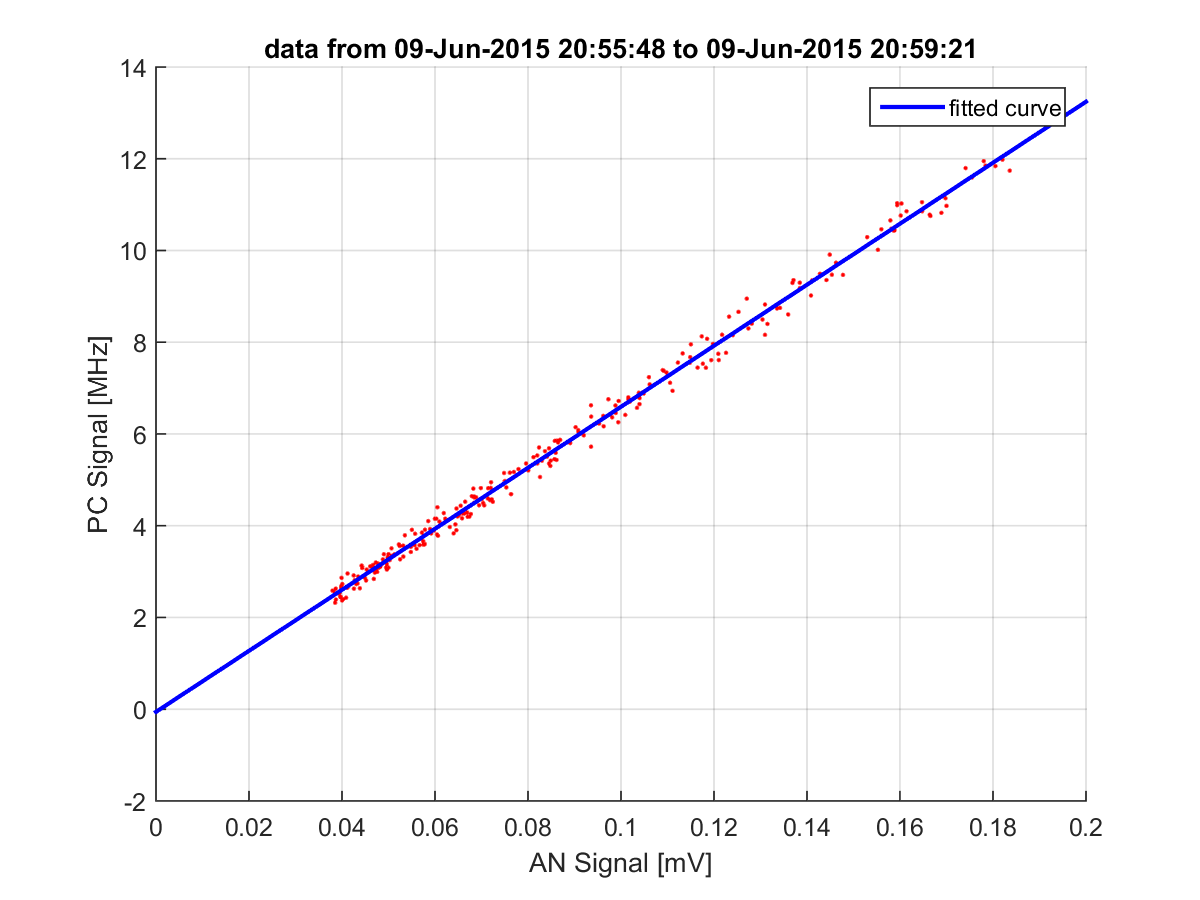 data from 09-Jun-2015 20:55:48 to 09-Jun-2015 20:59:21
fitted curve
14
12
10
8
6
4
2
0
-2
PC Signal [MHz]
0 0.02 0.04 0.06 0.08 0.1 0.12 0.14 0.16 0.18 0.2
AN Signal [mV]